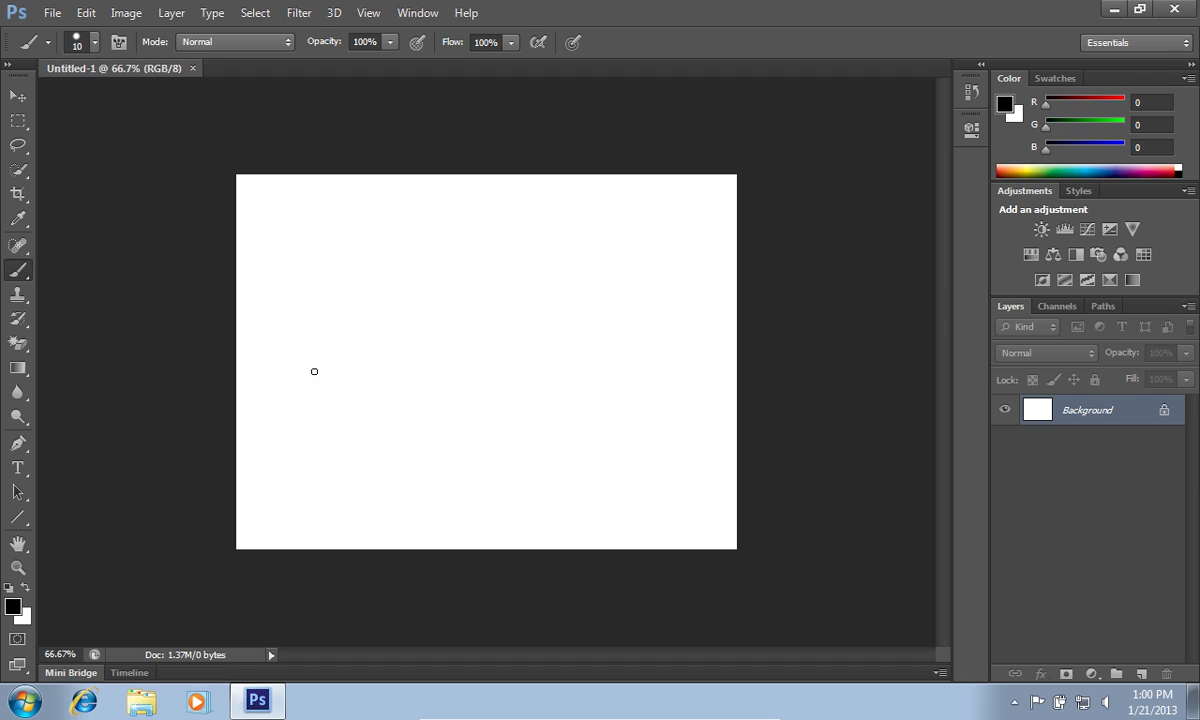 Ps File Edit Image Layer Type Select Filter 3D View Window Help
10 Mode: Normal Opacity: 100% Flow: 100% Essentials
Untitled-1 @ 66.7% (RGB/8) ×
Color Swatches
R 0
G 0
B 0
Adjustments Styles
Add an adjustment
Layers Channels Paths
Kind
Normal Opacity: 100%
Lock: Fill: 100%
Background
66.67% Doc: 1.37M/0 bytes
Mini Bridge Timeline
Ps
1:00 PM
1/21/2013